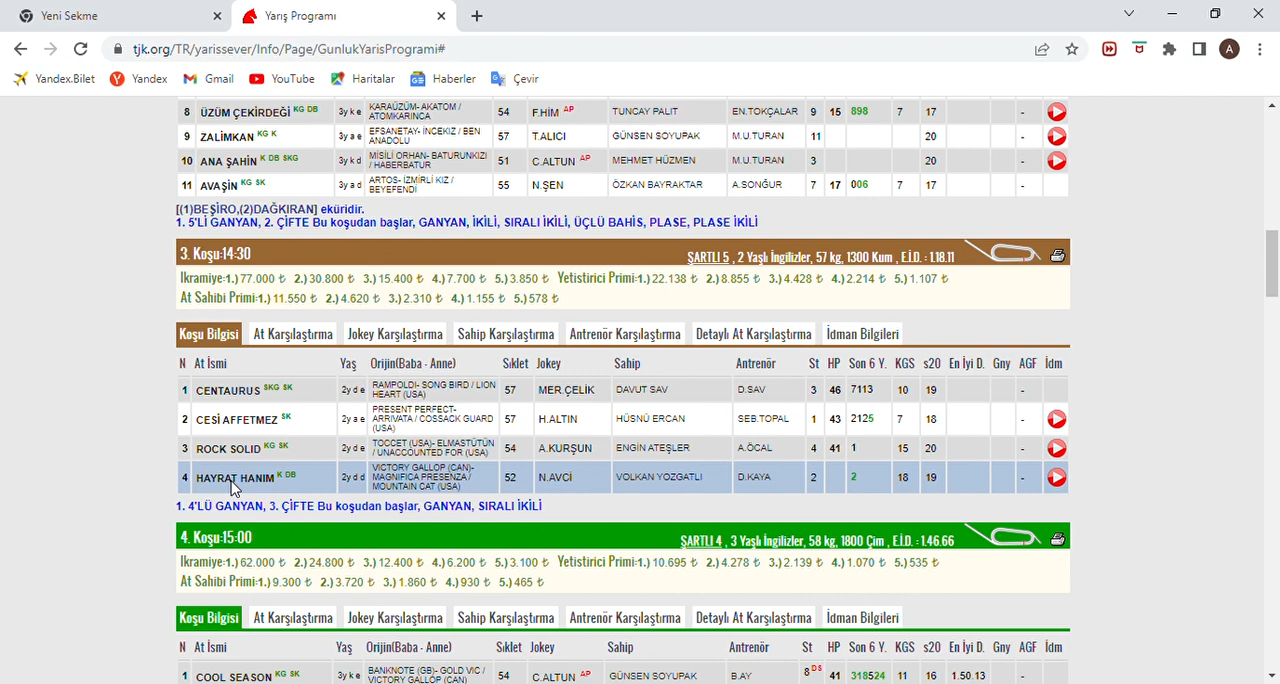 Yeni Sekme
Yarış Programı
tjk.org/TR/yarissever/Info/Page/GunlukYarisProgrami#
A
Yandex.Bilet Yandex Gmail YouTube Haritalar Haberler Çevir
8 ÜZÜM ÇEKİRDEĞİ KG DB 3y k e KARAÜZÜM- AKATOM / ATOMKARINCA 54 F.HİM AP TUNCAY PALIT EN.TOKÇALAR 9 15 898 7 17 -
9 ZALİMKAN KG K 3y a e EFSANETAY- İNCEKIZ / BEN ANADOLU 57 T.ALICI GÜNSEN SOYUPAK M.U.TURAN 11 20 -
10 ANA ŞAHİN K DB SKG 3y k d MİSİLİ ORHAN- BATURUNKIZI / HABERBATUR 51 C.ALTUN AP MEHMET HÜZMEN M.U.TURAN 3 20 -
11 AVAŞİN KG SK 3y a d ARTOS- İZMİRLİ KIZ / BEYEFENDİ 55 N.ŞEN ÖZKAN BAYRAKTAR A.SONĞUR 7 17 006 7 17 -
[(1)BEŞİRO,(2)DAĞKIRAN] eküridir.
1. 5'Lİ GANYAN, 2. ÇİFTE Bu koşudan başlar, GANYAN, İKİLİ, SIRALI İKİLİ, ÜÇLÜ BAHİS, PLASE, PLASE İKİLİ
3. Koşu:14:30 ŞARTLI 5 , 2 Yaşlı İngilizler, 57 kg, 1300 Kum , E.İ.D. : 1.18.11
Ikramiye:1.) 77.000 ₺ 2.) 30.800 ₺ 3.) 15.400 ₺ 4.) 7.700 ₺ 5.) 3.850 ₺ Yetistirici Primi:1.) 22.138 ₺ 2.) 8.855 ₺ 3.) 4.428 ₺ 4.) 2.214 ₺ 5.) 1.107 ₺
At Sahibi Primi:1.) 11.550 ₺ 2.) 4.620 ₺ 3.) 2.310 ₺ 4.) 1.155 ₺ 5.) 578 ₺
Koşu Bilgisi At Karşılaştırma Jokey Karşılaştırma Sahip Karşılaştırma Antrenör Karşılaştırma Detaylı At Karşılaştırma İdman Bilgileri
N At İsmi Yaş Orijin(Baba - Anne) Sıklet Jokey Sahip Antrenör St HP Son 6 Y. KGS s20 En İyi D. Gny AGF İdm
1 CENTAURUS SKG SK 2y d e RAMPOLDI- SONG BIRD / LION HEART (USA) 57 MER.ÇELİK DAVUT SAV D.SAV 3 46 7113 10 19 -
2 CESİ AFFETMEZ SK 2y a e PRESENT PERFECT- ARRIVATA / COSSACK GUARD (USA) 57 H.ALTIN HÜSNÜ ERCAN SEB.TOPAL 1 43 2125 7 18 -
3 ROCK SOLID KG SK 2y d e TOCCET (USA)- ELMASTÜTÜN / UNACCOUNTED FOR (USA) 54 A.KURŞUN ENGİN ATEŞLER A.ÖCAL 4 41 1 15 20 -
4 HAYRAT HANIM K DB 2y d d VICTORY GALLOP (CAN)- MAGNIFICA PRESENZA / MOUNTAIN CAT (USA) 52 N.AVCİ VOLKAN YOZGATLI D.KAYA 2 2 18 19 -
1. 4'LÜ GANYAN, 3. ÇİFTE Bu koşudan başlar, GANYAN, SIRALI İKİLİ
4. Koşu:15:00 ŞARTLI 4 , 3 Yaşlı İngilizler, 58 kg, 1800 Çim , E.İ.D. : 1.46.66
Ikramiye:1.) 62.000 ₺ 2.) 24.800 ₺ 3.) 12.400 ₺ 4.) 6.200 ₺ 5.) 3.100 ₺ Yetistirici Primi:1.) 10.695 ₺ 2.) 4.278 ₺ 3.) 2.139 ₺ 4.) 1.070 ₺ 5.) 535 ₺
At Sahibi Primi:1.) 9.300 ₺ 2.) 3.720 ₺ 3.) 1.860 ₺ 4.) 930 ₺ 5.) 465 ₺
Koşu Bilgisi At Karşılaştırma Jokey Karşılaştırma Sahip Karşılaştırma Antrenör Karşılaştırma Detaylı At Karşılaştırma İdman Bilgileri
N At İsmi Yaş Orijin(Baba - Anne) Sıklet Jokey Sahip Antrenör St HP Son 6 Y. KGS s20 En İyi D. Gny AGF İdm
1 COOL SEASON KG SK 3y k e BANKNOTE (GB)- GOLD VIC / VICTORY GALLOP (CAN) 54 C.ALTUN AP GÜNSEN SOYUPAK B.AY 8 DS 41 318524 11 16 1.50.13 -